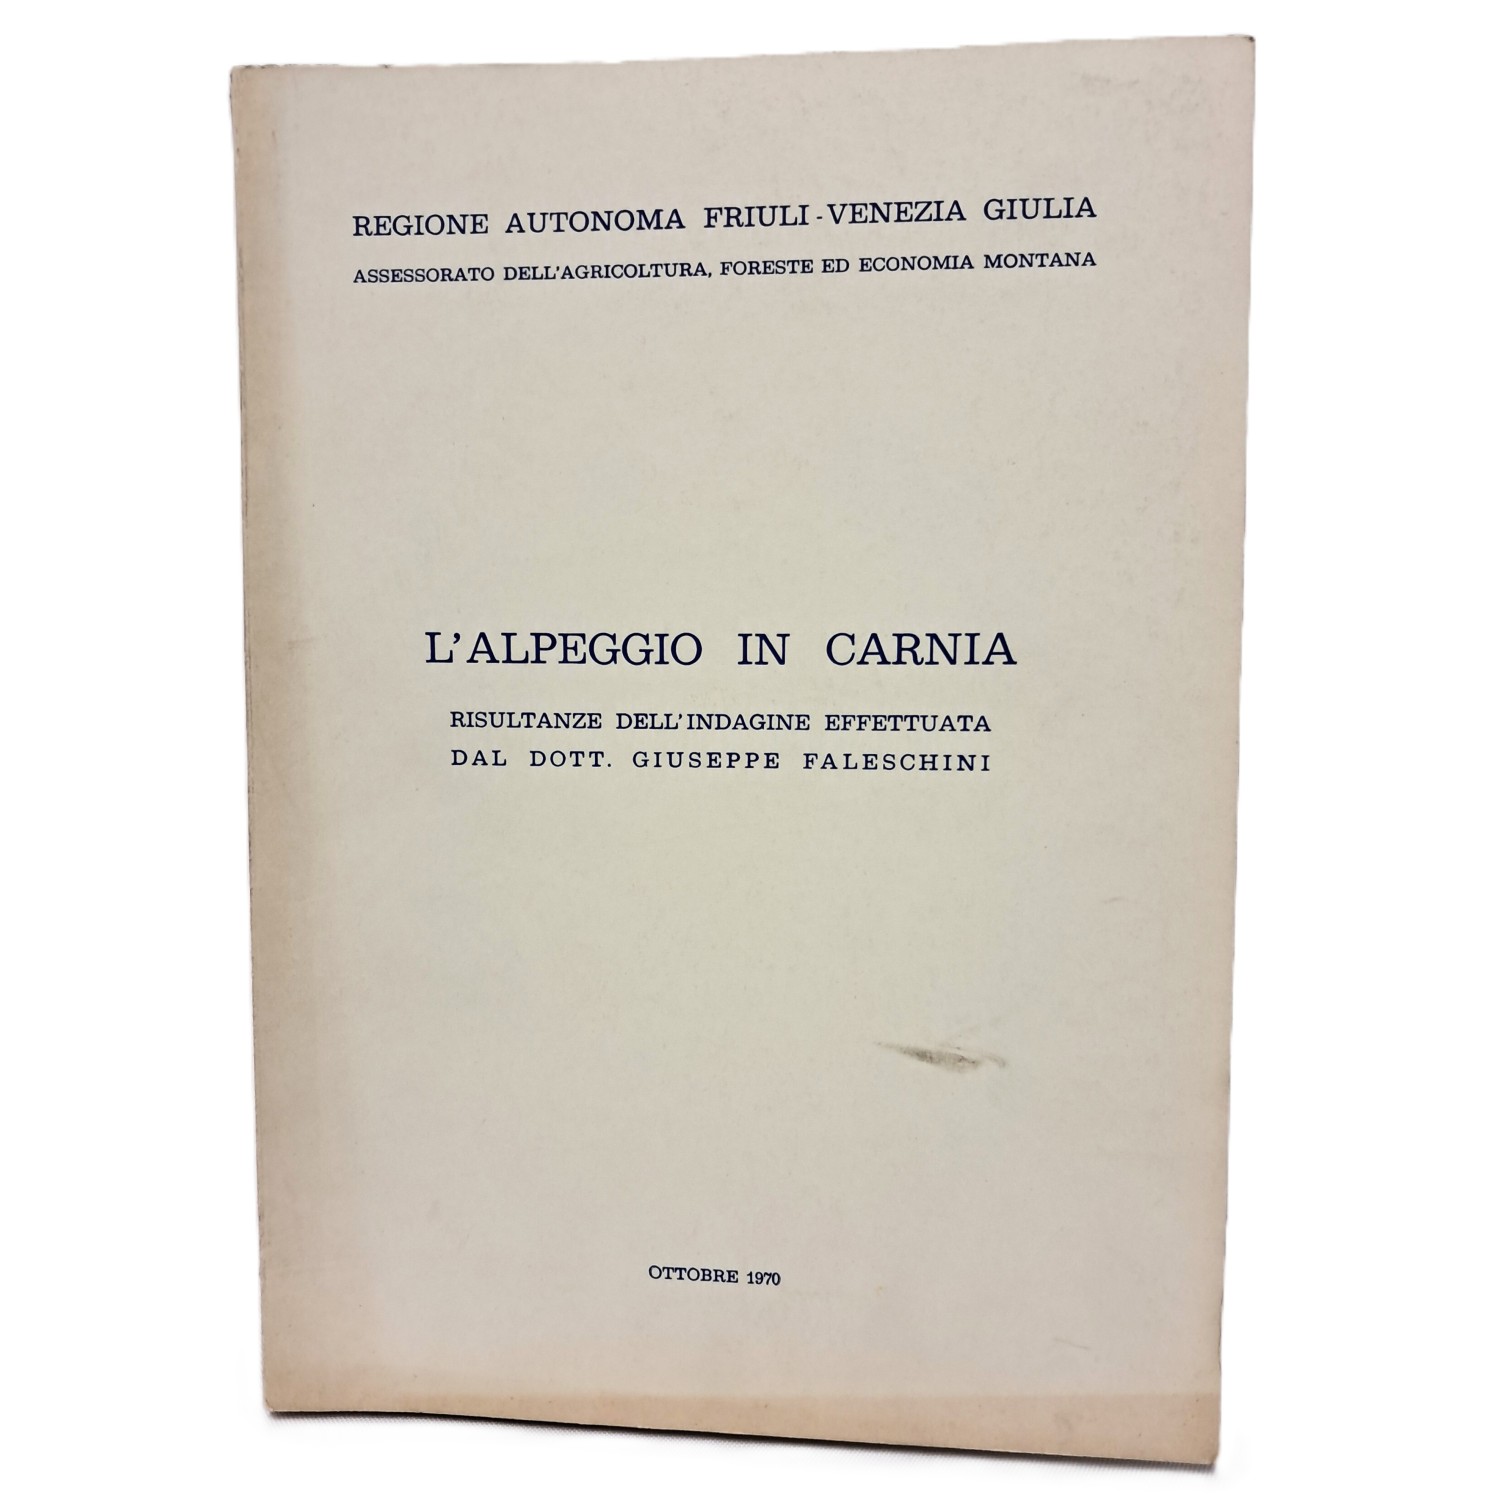 REGIONE AUTONOMA FRIULI-VENEZIA GIULIA
ASSESSORATO DELL'AGRICOLTURA, FORESTE ED ECONOMIA MONTANA
L'ALPEGGIO IN CARNIA
RISULTANZE DELL'INDAGINE EFFETTUATA
DAL DOTT. GIUSEPPE FALESCHINI
OTTOBRE 1970